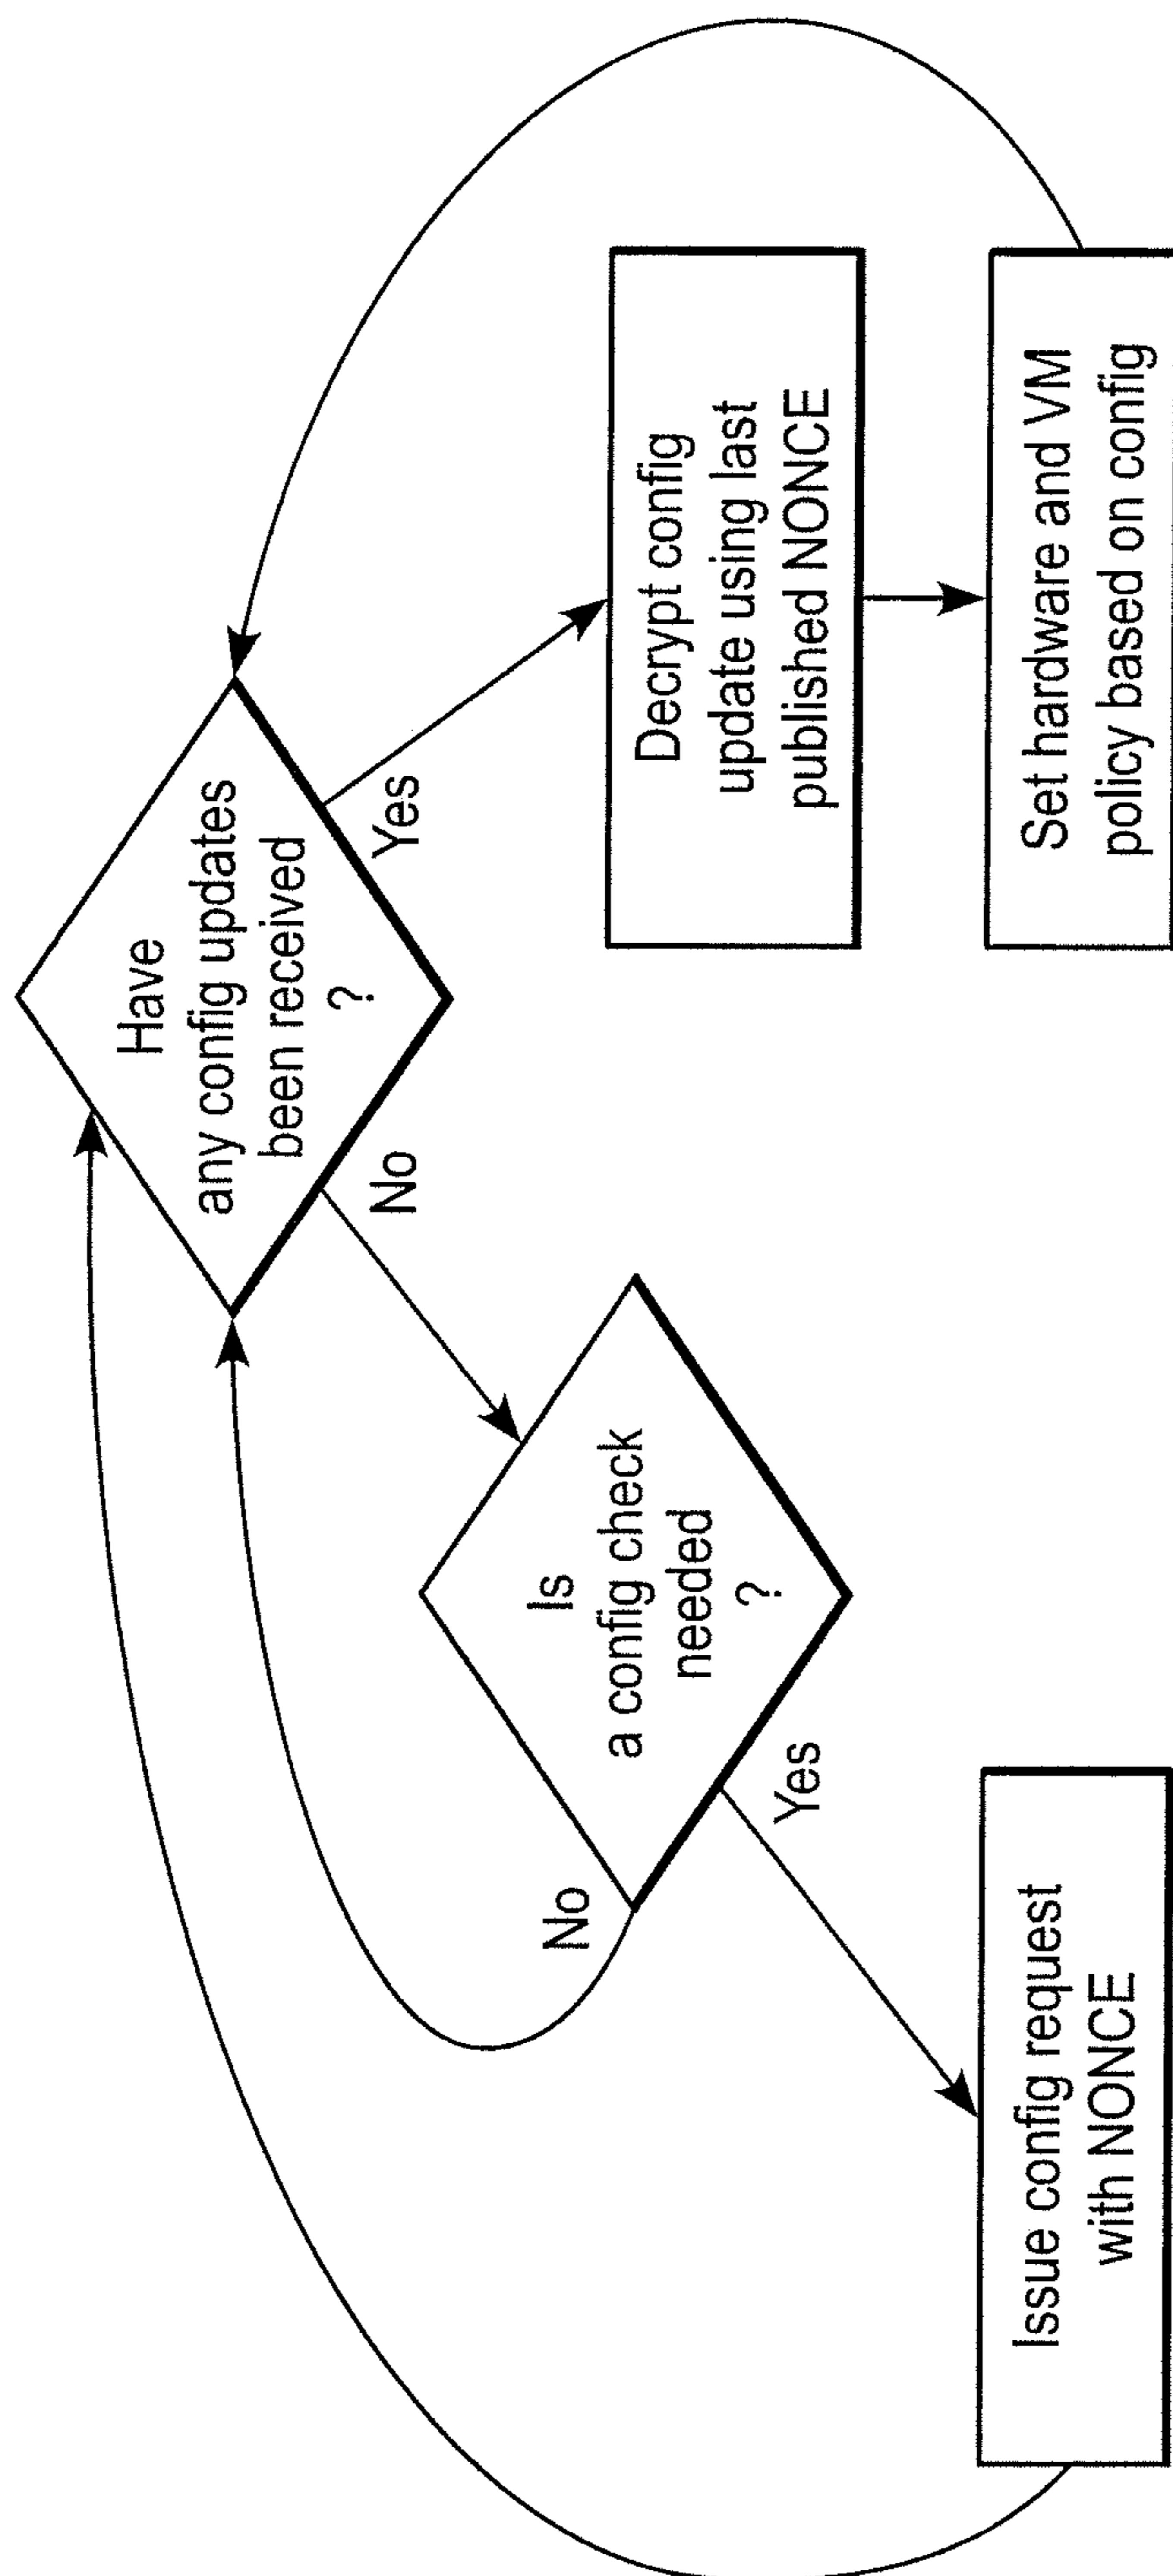 Have
any config updates
been received
?
No
Yes
Is
a config check
needed
?
No
Yes
Decrypt config
update using last
published NONCE
Issue config request
with NONCE
Set hardware and VM
policy based on config